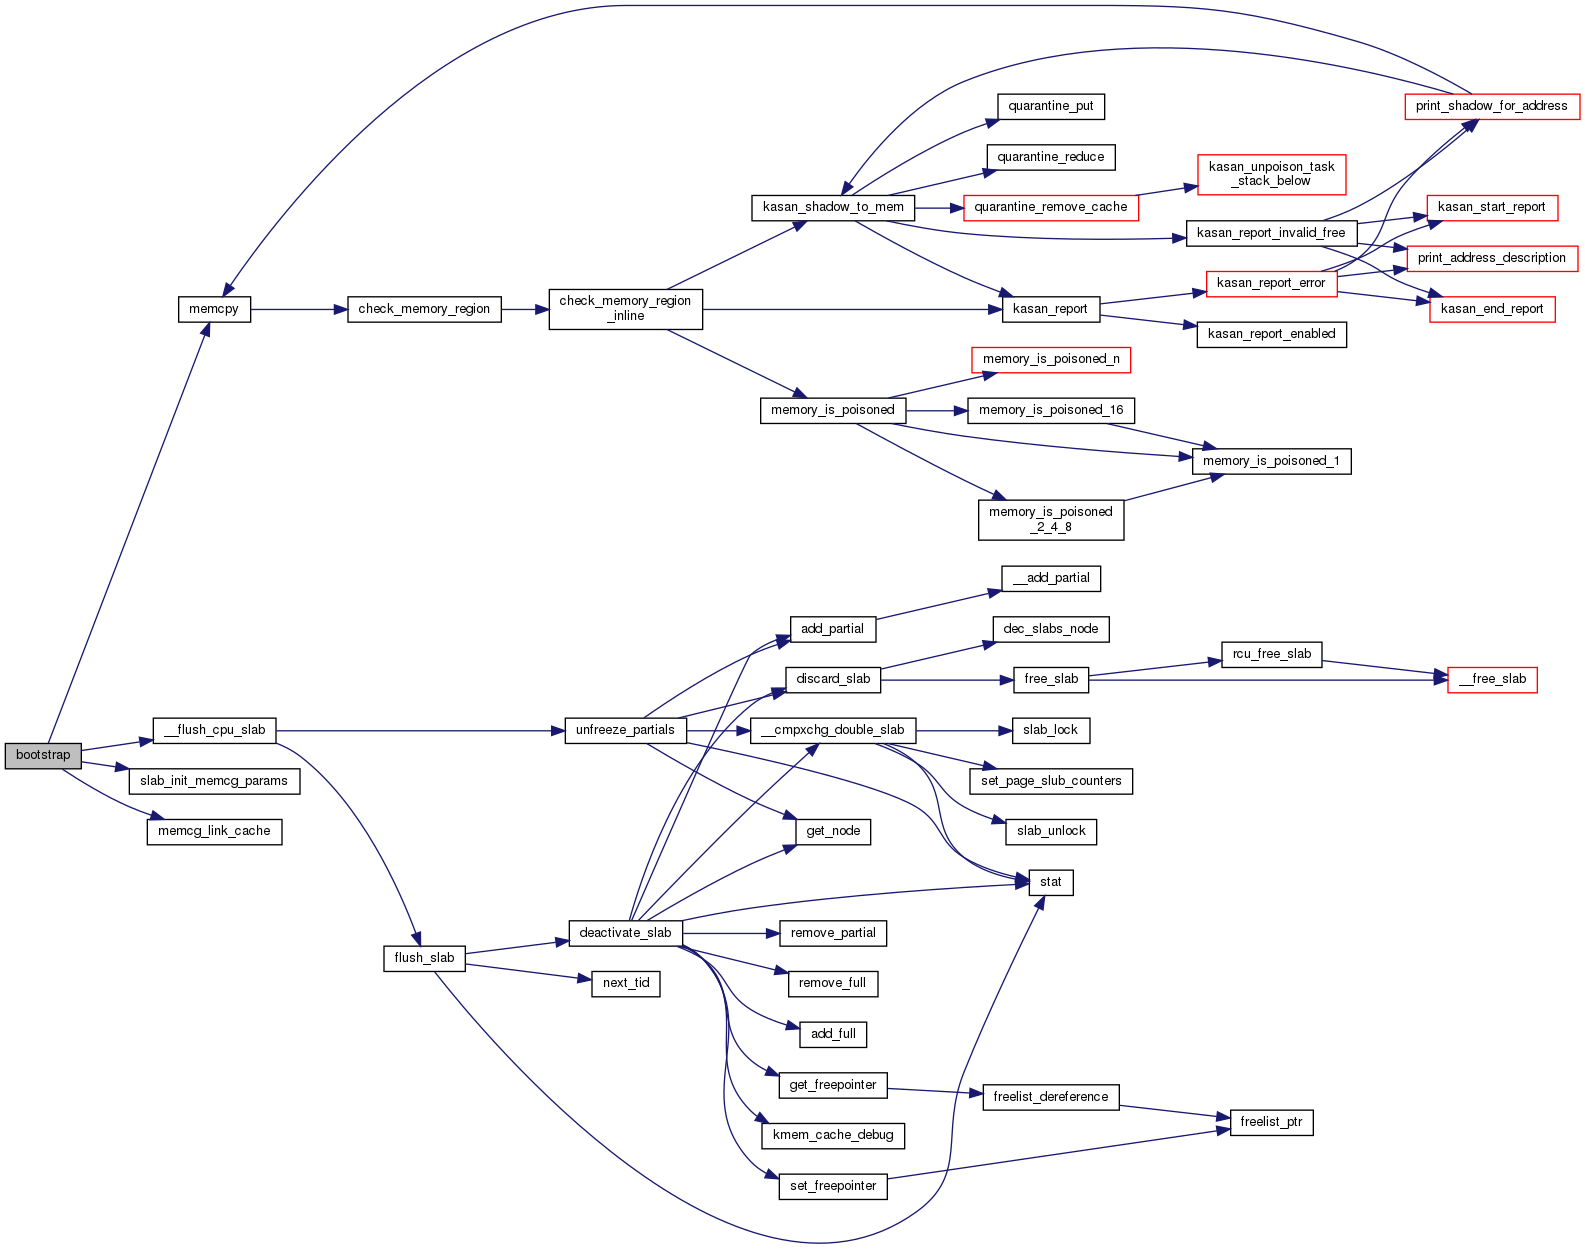 print_shadow_for_address
quarantine_put
quarantine_reduce
kasan_unpoison_task
_stack_below
kasan_shadow_to_mem
quarantine_remove_cache
kasan_start_report
kasan_report_invalid_free
print_address_description
kasan_report_error
memcpy
check_memory_region
check_memory_region
_inline
kasan_report
kasan_end_report
kasan_report_enabled
memory_is_poisoned_n
memory_is_poisoned
memory_is_poisoned_16
memory_is_poisoned_1
memory_is_poisoned
_2_4_8
__add_partial
add_partial
dec_slabs_node
rcu_free_slab
discard_slab
free_slab
__free_slab
__flush_cpu_slab
unfreeze_partials
__cmpxchg_double_slab
slab_lock
bootstrap
slab_init_memcg_params
set_page_slub_counters
memcg_link_cache
get_node
slab_unlock
stat
deactivate_slab
remove_partial
flush_slab
next_tid
remove_full
add_full
get_freepointer
freelist_dereference
freelist_ptr
kmem_cache_debug
set_freepointer